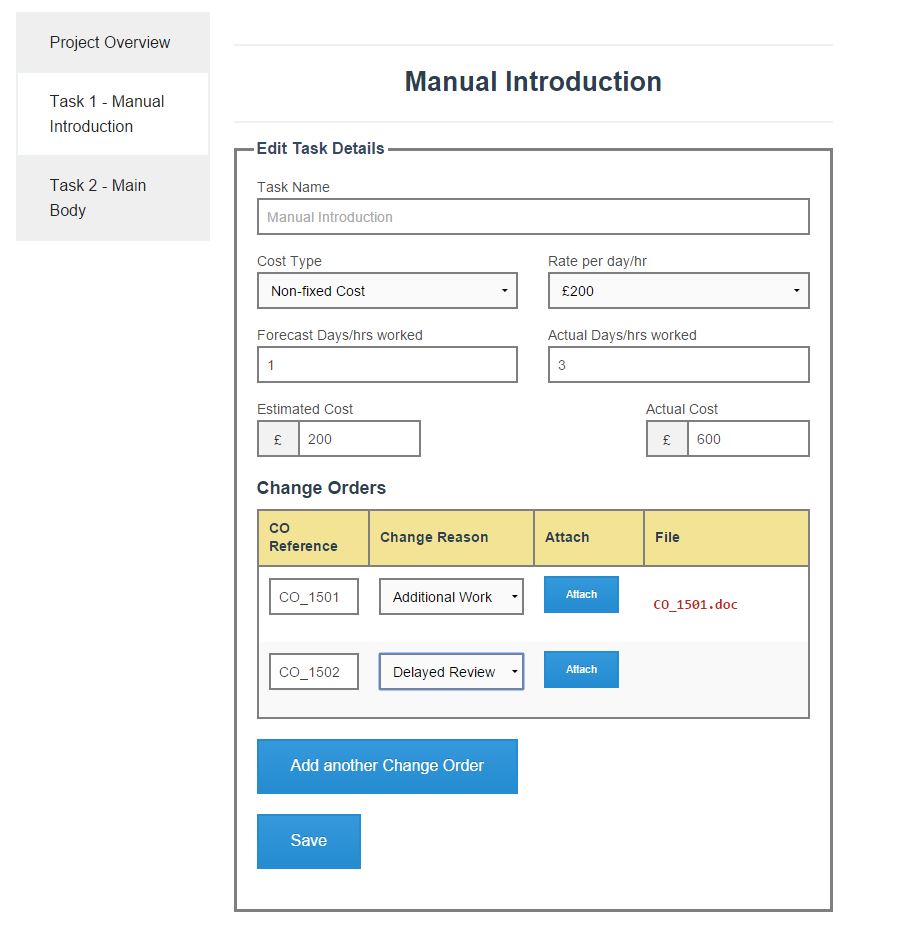 Project Overview
Task 1 - Manual
Introduction
Task 2 - Main
Body
Manual Introduction
Edit Task Details
Task Name
Manual Introduction
Cost Type Rate per day/hr
Non-fixed Cost £200
Forecast Days/hrs worked Actual Days/hrs worked
1 3
Estimated Cost Actual Cost
£ 200 £ 600
Change Orders
CO
Reference Change Reason Attach File
CO_1501 Additional Work Attach CO_1501.doc
CO_1502 Delayed Review Attach
Add another Change Order
Save